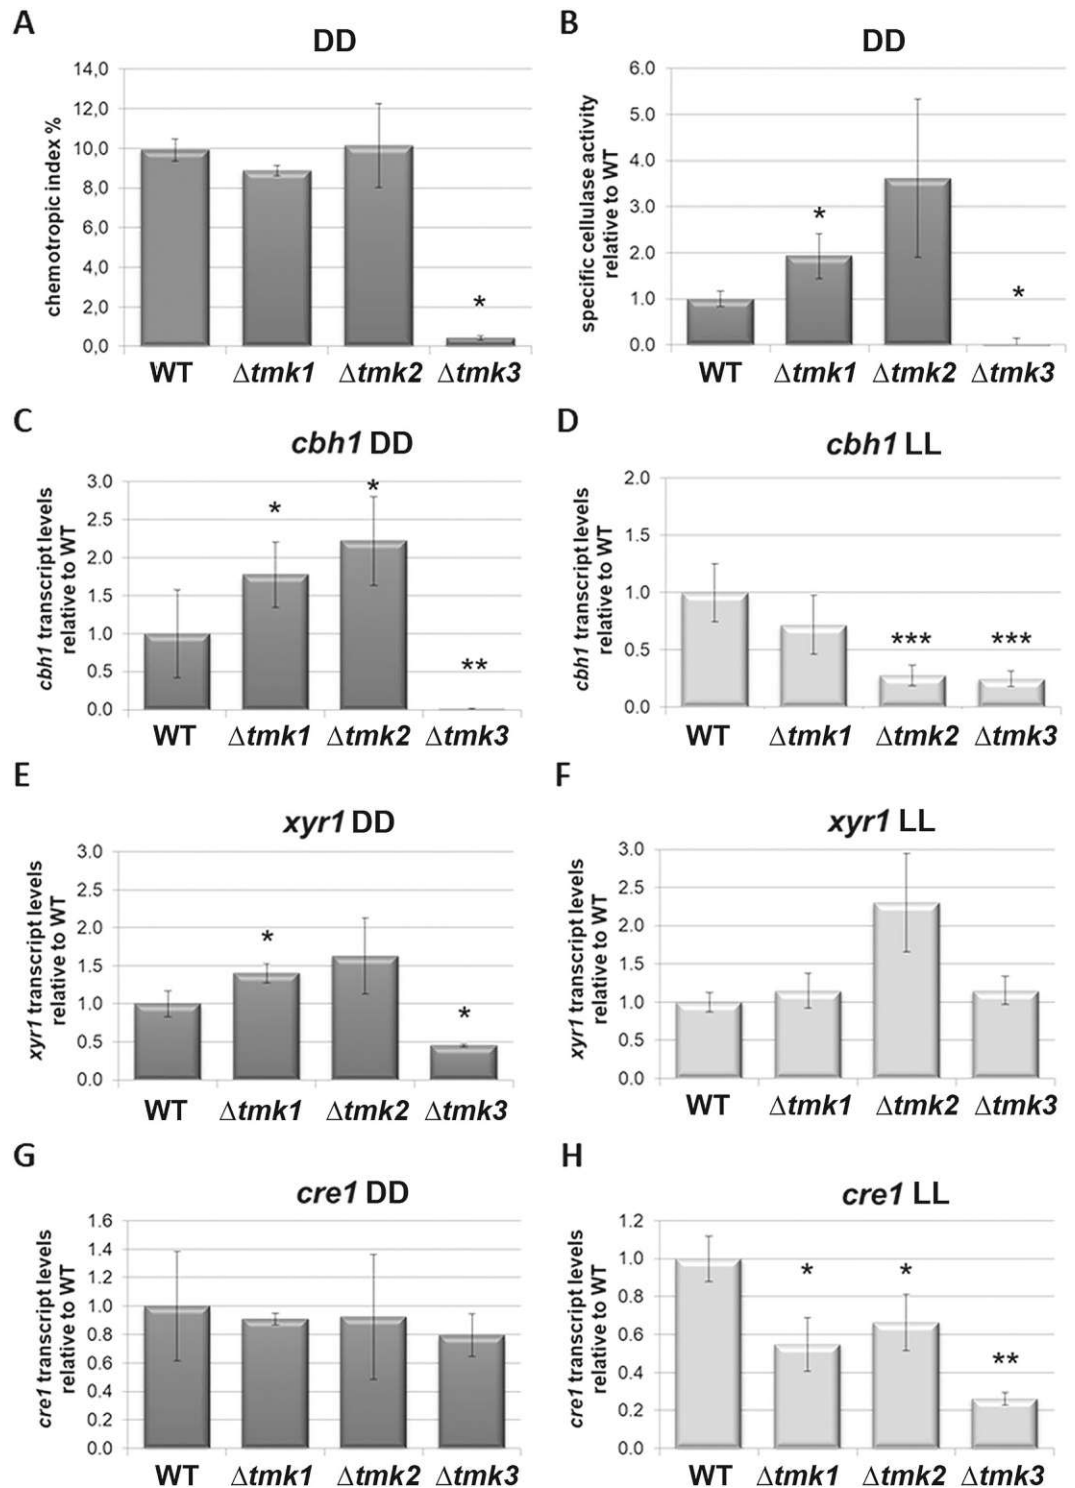 A
DD
chemotropic index %
14,0
12,0
10,0
8,0
6,0
4,0
2,0
0,0
*
WT Δtmk1 Δtmk2 Δtmk3
B
DD
specific cellulase activity
relative to WT
6.0
5.0
4.0
3.0
2.0
1.0
0.0
*
*
WT Δtmk1 Δtmk2 Δtmk3
C
cbh1 DD
cbh1 transcript levels
relative to WT
3.0
2.5
2.0
1.5
1.0
0.5
0.0
*
*
**
WT Δtmk1 Δtmk2 Δtmk3
D
cbh1 LL
cbh1 transcript levels
relative to WT
2.0
1.5
1.0
0.5
0.0
*** ***
WT Δtmk1 Δtmk2 Δtmk3
E
xyr1 DD
xyr1 transcript levels
relative to WT
3.0
2.5
2.0
1.5
1.0
0.5
0.0
*
*
WT Δtmk1 Δtmk2 Δtmk3
F
xyr1 LL
xyr1 transcript levels
relative to WT
3.0
2.5
2.0
1.5
1.0
0.5
0.0
WT Δtmk1 Δtmk2 Δtmk3
G
cre1 DD
cre1 transcript levels
relative to WT
1.6
1.4
1.2
1.0
0.8
0.6
0.4
0.2
0.0
WT Δtmk1 Δtmk2 Δtmk3
H
cre1 LL
cre1 transcript levels
relative to WT
1.2
1.0
0.8
0.6
0.4
0.2
0.0
* *
**
WT Δtmk1 Δtmk2 Δtmk3